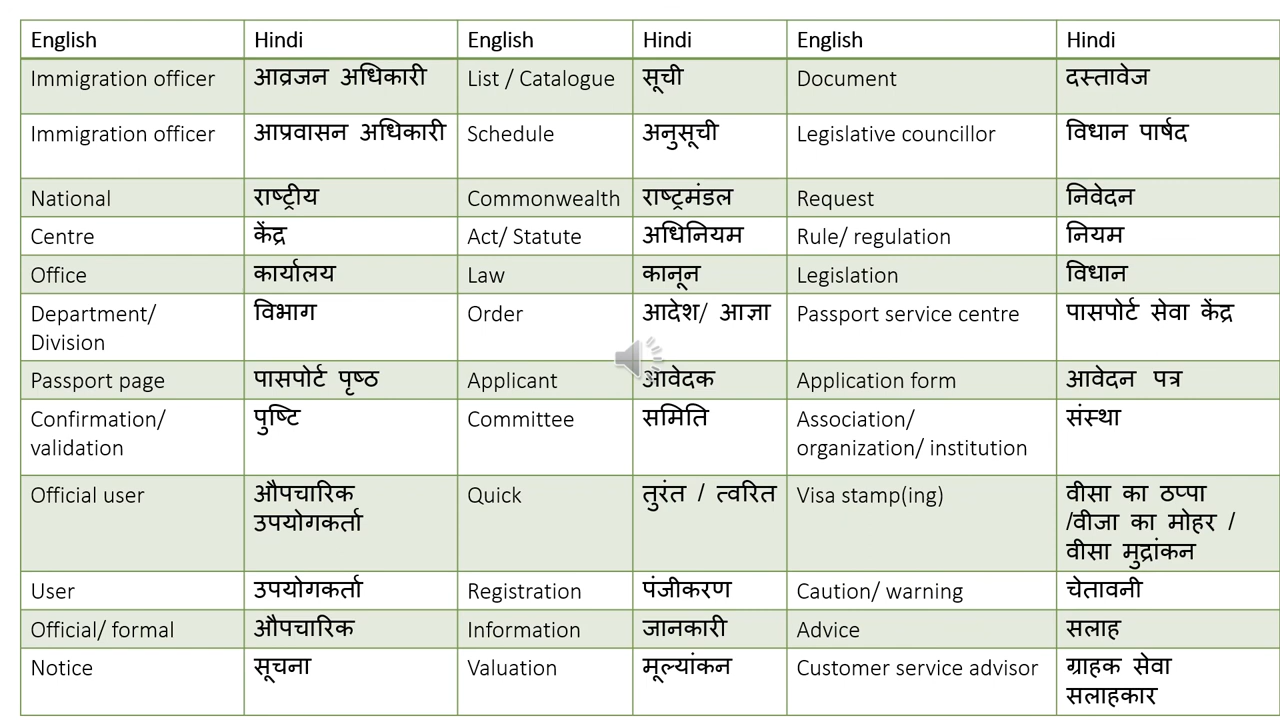 English Hindi English Hindi English Hindi
Immigration officer आव्रजन अधिकारी List / Catalogue सूची Document दस्तावेज
Immigration officer आप्रवासन अधिकारी Schedule अनुसूची Legislative councillor विधान पार्षद
National राष्ट्रीय Commonwealth राष्ट्रमंडल Request निवेदन
Centre केंद्र Act/ Statute अधिनियम Rule/ regulation नियम
Office कार्यालय Law कानून Legislation विधान
Department/ विभाग Order आदेश/ आज्ञा Passport service centre पासपोर्ट सेवा केंद्र
Division
Passport page पासपोर्ट पृष्ठ Applicant आवेदक Application form आवेदन पत्र
Confirmation/ पुष्टि Committee समिति Association/ संस्था
validation organization/ institution
Official user औपचारिक Quick तुरंत / त्वरित Visa stamp(ing) वीसा का ठप्पा
उपयोगकर्ता /वीजा का मोहर /
वीसा मुद्रांकन
User उपयोगकर्ता Registration पंजीकरण Caution/ warning चेतावनी
Official/ formal औपचारिक Information जानकारी Advice सलाह
Notice सूचना Valuation मूल्यांकन Customer service advisor ग्राहक सेवा
सलाहकार